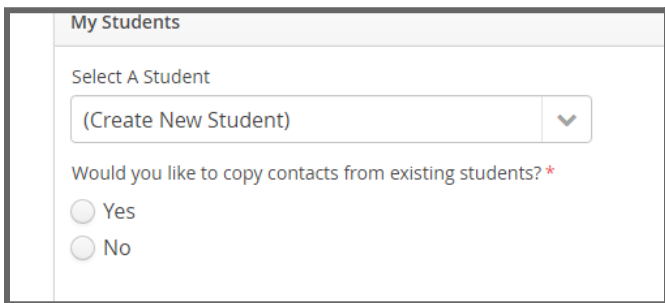 My Students
Select A Student
(Create New Student)
Would you like to copy contacts from existing students? *
Yes
No